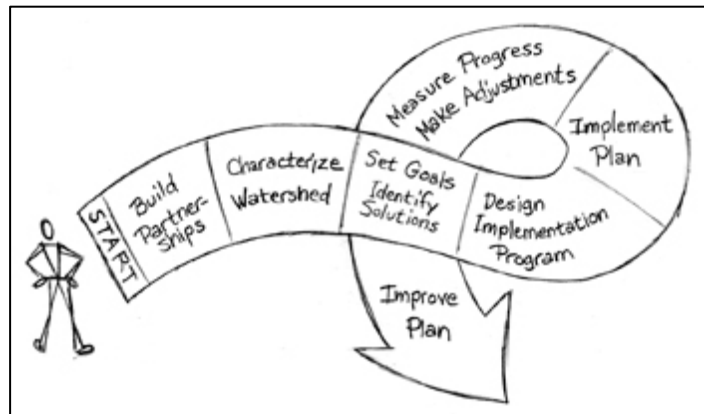 START
Build
Partner-
ships
Characterize
Watershed
Set Goals
Identify
Solutions
Design
Implementation
Program
Implement
Plan
Measure Progress
Make Adjustments
Improve
Plan